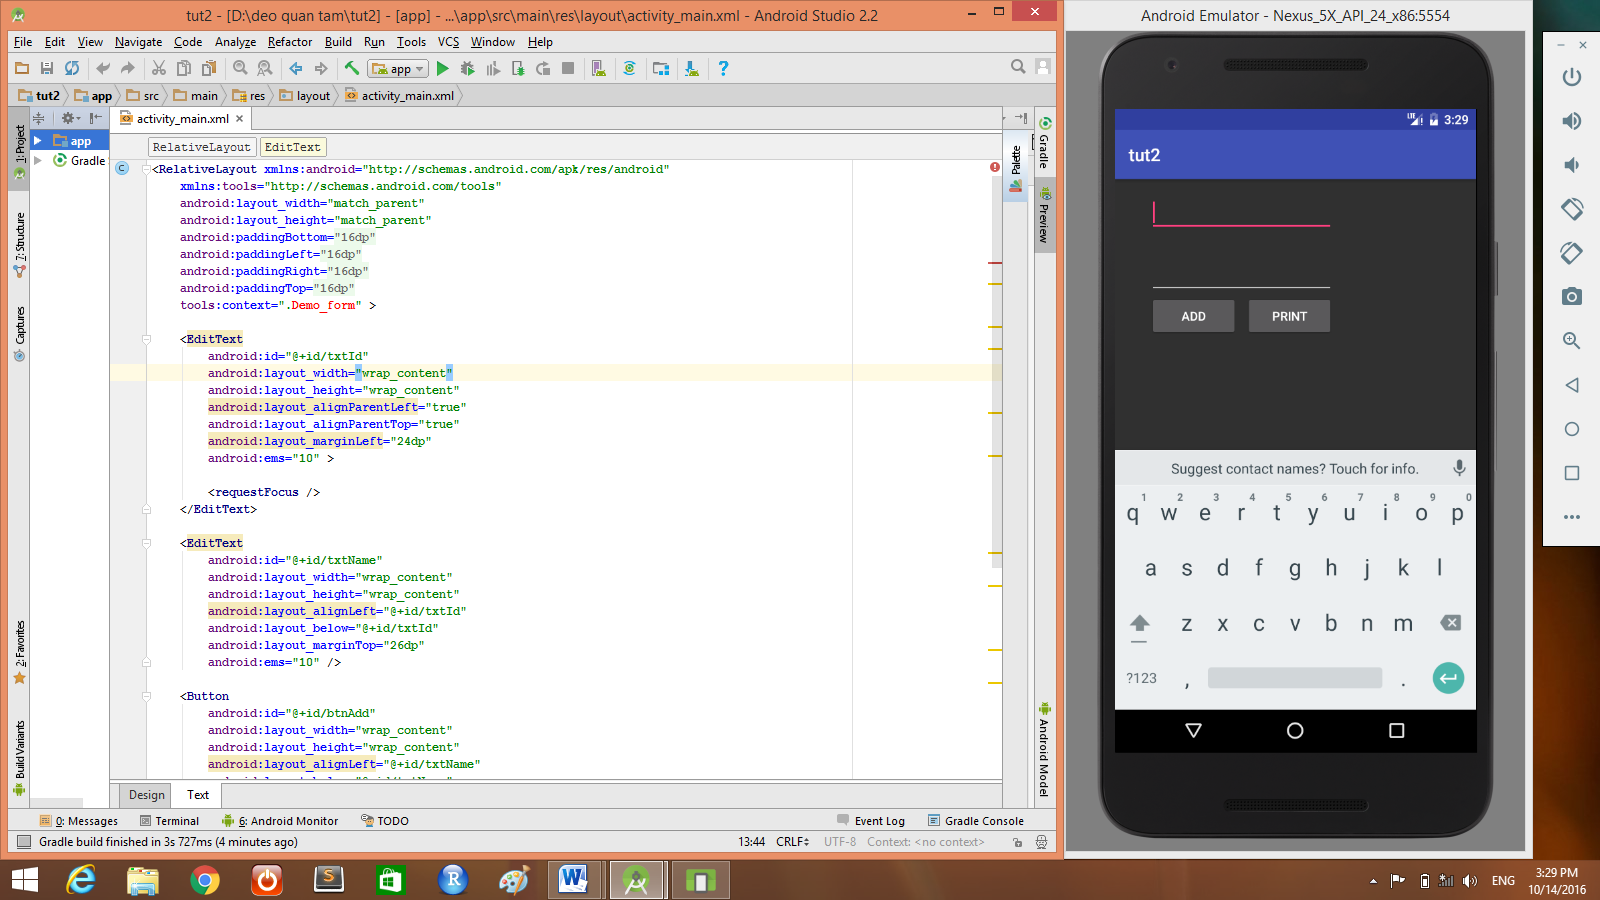 tut2 - [D:\deo quan tam\tut2] - [app] - ...\app\src\main\res\layout\activity_main.xml - Android Studio 2.2
File Edit View Navigate Code Analyze Refactor Build Run Tools VCS Window Help
app
tut2 app src main res layout activity_main.xml
1: Project
7: Structure
Captures
2: Favorites
Build Variants
app
Gradle
activity_main.xml
RelativeLayout EditText
<RelativeLayout xmlns:android="http://schemas.android.com/apk/res/android"
xmlns:tools="http://schemas.android.com/tools"
android:layout_width="match_parent"
android:layout_height="match_parent"
android:paddingBottom="16dp"
android:paddingLeft="16dp"
android:paddingRight="16dp"
android:paddingTop="16dp"
tools:context=".Demo_form" >
<EditText
android:id="@+id/txtId"
android:layout_width="wrap_content"
android:layout_height="wrap_content"
android:layout_alignParentLeft="true"
android:layout_alignParentTop="true"
android:layout_marginLeft="24dp"
android:ems="10" >
<requestFocus />
</EditText>
<EditText
android:id="@+id/txtName"
android:layout_width="wrap_content"
android:layout_height="wrap_content"
android:layout_alignLeft="@+id/txtId"
android:layout_below="@+id/txtId"
android:layout_marginTop="26dp"
android:ems="10" />
<Button
android:id="@+id/btnAdd"
android:layout_width="wrap_content"
android:layout_height="wrap_content"
android:layout_alignLeft="@+id/txtName"
Design Text
Palette
Gradle
Preview
Android Model
0: Messages Terminal 6: Android Monitor TODO Event Log Gradle Console
Gradle build finished in 3s 727ms (4 minutes ago) 13:44 CRLF UTF-8 Context: <no context>
Android Emulator - Nexus_5X_API_24_x86:5554
LTE 3:29
tut2
ADD PRINT
Suggest contact names? Touch for info.
1 2 3 4 5 6 7 8 9 0
q w e r t y u i o p
a s d f g h j k l
z x c v b n m
?123 , .
ENG
3:29 PM
10/14/2016